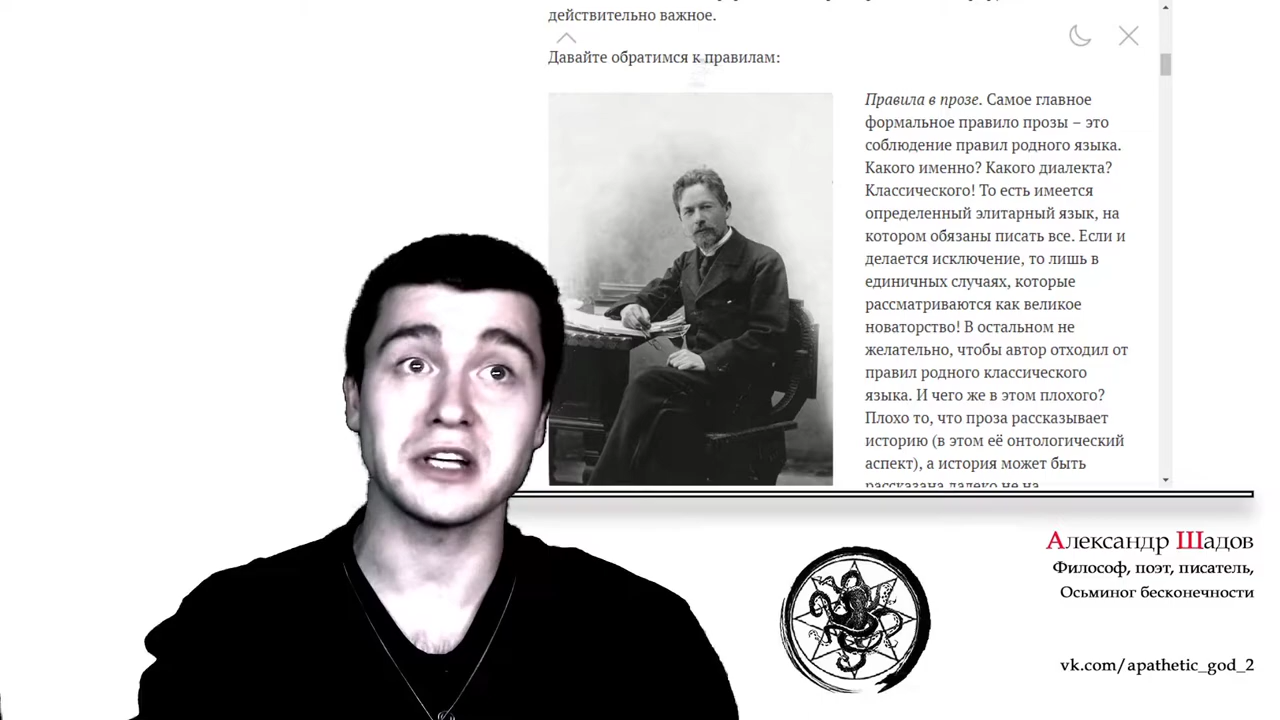 действительно важное.
Давайте обратимся к правилам:
Правила в прозе. Самое главное
формальное правило прозы – это
соблюдение правил родного языка.
Какого именно? Какого диалекта?
Классического! То есть имеется
определенный элитарный язык, на
котором обязаны писать все. Если и
делается исключение, то лишь в
единичных случаях, которые
рассматриваются как великое
новаторство! В остальном не
желательно, чтобы автор отходил от
правил родного классического
языка. И чего же в этом плохого?
Плохо то, что проза рассказывает
историю (в этом её онтологический
аспект), а история может быть
рассказана далеко не на
Александр Шадов
Философ, поэт, писатель,
Осьминог бесконечности
vk.com/apathetic_god_2